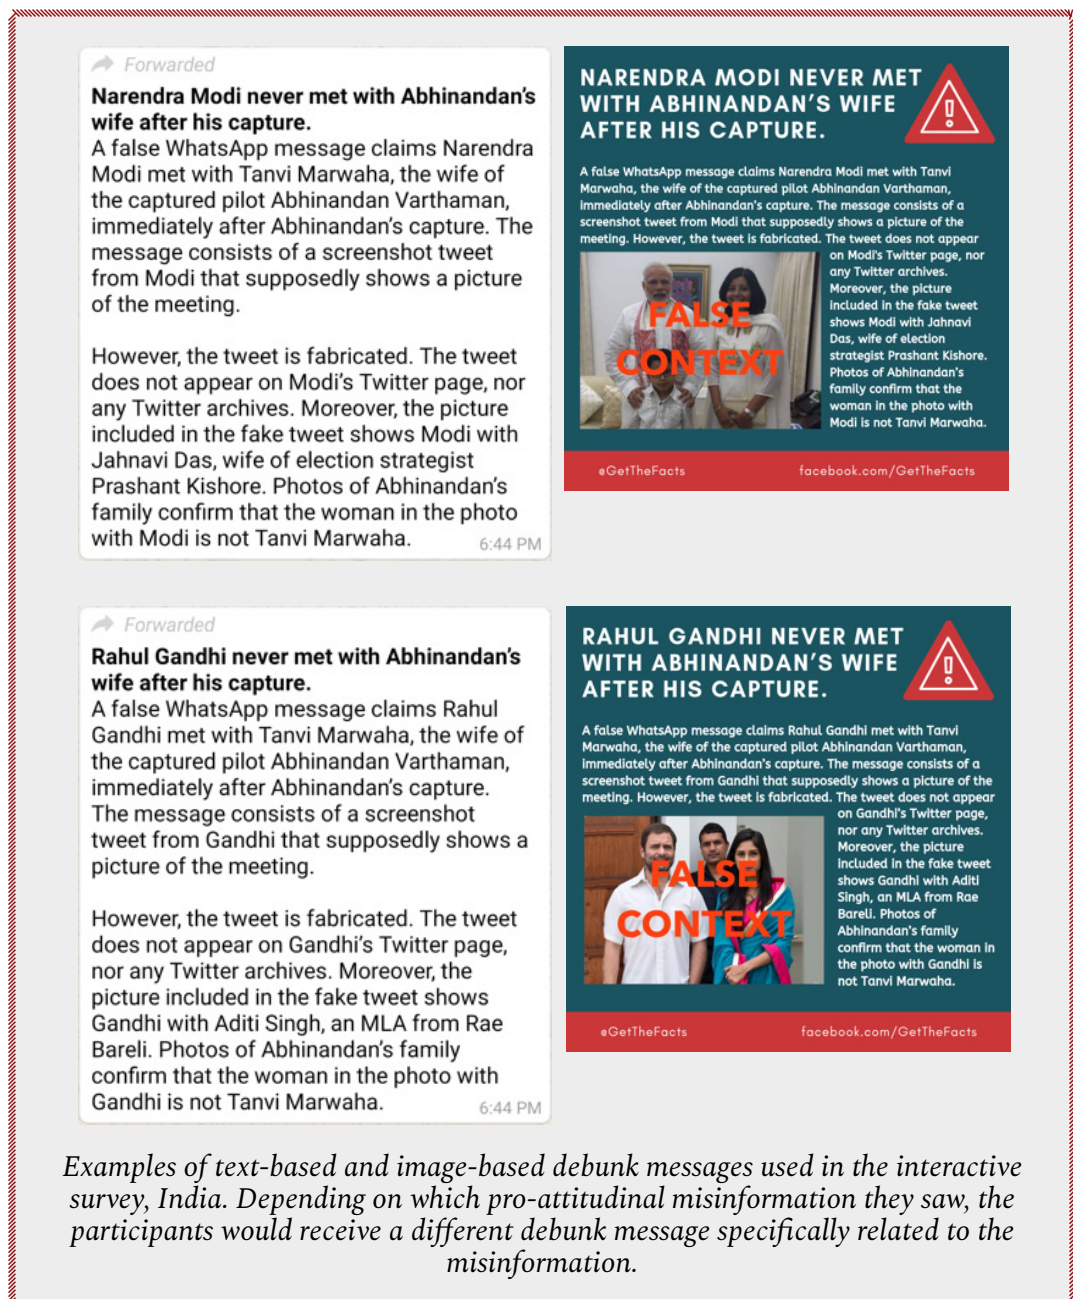 Forwarded
Narendra Modi never met with Abhinandan's
wife after his capture.
A false WhatsApp message claims Narendra
Modi met with Tanvi Marwaha, the wife of
the captured pilot Abhinandan Varthaman,
immediately after Abhinandan's capture. The
message consists of a screenshot tweet
from Modi that supposedly shows a picture
of the meeting.
However, the tweet is fabricated. The tweet
does not appear on Modi's Twitter page, nor
any Twitter archives. Moreover, the picture
included in the fake tweet shows Modi with
Jahnavi Das, wife of election strategist
Prashant Kishore. Photos of Abhinandan's
family confirm that the woman in the photo
with Modi is not Tanvi Marwaha.
6:44 PM
NARENDRA MODI NEVER MET
WITH ABHINANDAN'S WIFE
AFTER HIS CAPTURE.
A false WhatsApp message claims Narendra Modi met with Tanvi
Marwaha, the wife of the captured pilot Abhinandan Varthaman,
immediately after Abhinandan's capture. The message consists of a
screenshot tweet from Modi that supposedly shows a picture of the
meeting. However, the tweet is fabricated. The tweet does not appear
on Modi's Twitter page, nor
any Twitter archives.
Moreover, the picture
included in the fake tweet
shows Modi with Jahnavi
Das, wife of election
strategist Prashant Kishore.
Photos of Abhinandan's
family confirm that the
woman in the photo with
Modi is not Tanvi Marwaha.
FALSE
CONTEXT
@GetTheFacts
facebook.com/GetTheFacts
Forwarded
Rahul Gandhi never met with Abhinandan's
wife after his capture.
A false WhatsApp message claims Rahul
Gandhi met with Tanvi Marwaha, the wife of
the captured pilot Abhinandan Varthaman,
immediately after Abhinandan's capture.
The message consists of a screenshot
tweet from Gandhi that supposedly shows a
picture of the meeting.
However, the tweet is fabricated. The tweet
does not appear on Gandhi's Twitter page,
nor any Twitter archives. Moreover, the
picture included in the fake tweet shows
Gandhi with Aditi Singh, an MLA from Rae
Bareli. Photos of Abhinandan's family
confirm that the woman in the photo with
Gandhi is not Tanvi Marwaha.
6:44 PM
RAHUL GANDHI NEVER MET
WITH ABHINANDAN'S WIFE
AFTER HIS CAPTURE.
A false WhatsApp message claims Rahul Gandhi met with Tanvi
Marwaha, the wife of the captured pilot Abhinandan Varthaman,
immediately after Abhinandan's capture. The message consists of a
screenshot tweet from Gandhi that supposedly shows a picture of the
meeting. However, the tweet is fabricated. The tweet does not appear
on Gandhi's Twitter page,
nor any Twitter archives.
Moreover, the picture
included in the fake tweet
shows Gandhi with Aditi
Singh, an MLA from Rae
Bareli. Photos of
Abhinandan's family
confirm that the woman in
the photo with Gandhi is
not Tanvi Marwaha.
FALSE
CONTEXT
@GetTheFacts
facebook.com/GetTheFacts
Examples of text-based and image-based debunk messages used in the interactive
survey, India. Depending on which pro-attitudinal misinformation they saw, the
participants would receive a different debunk message specifically related to the
misinformation.